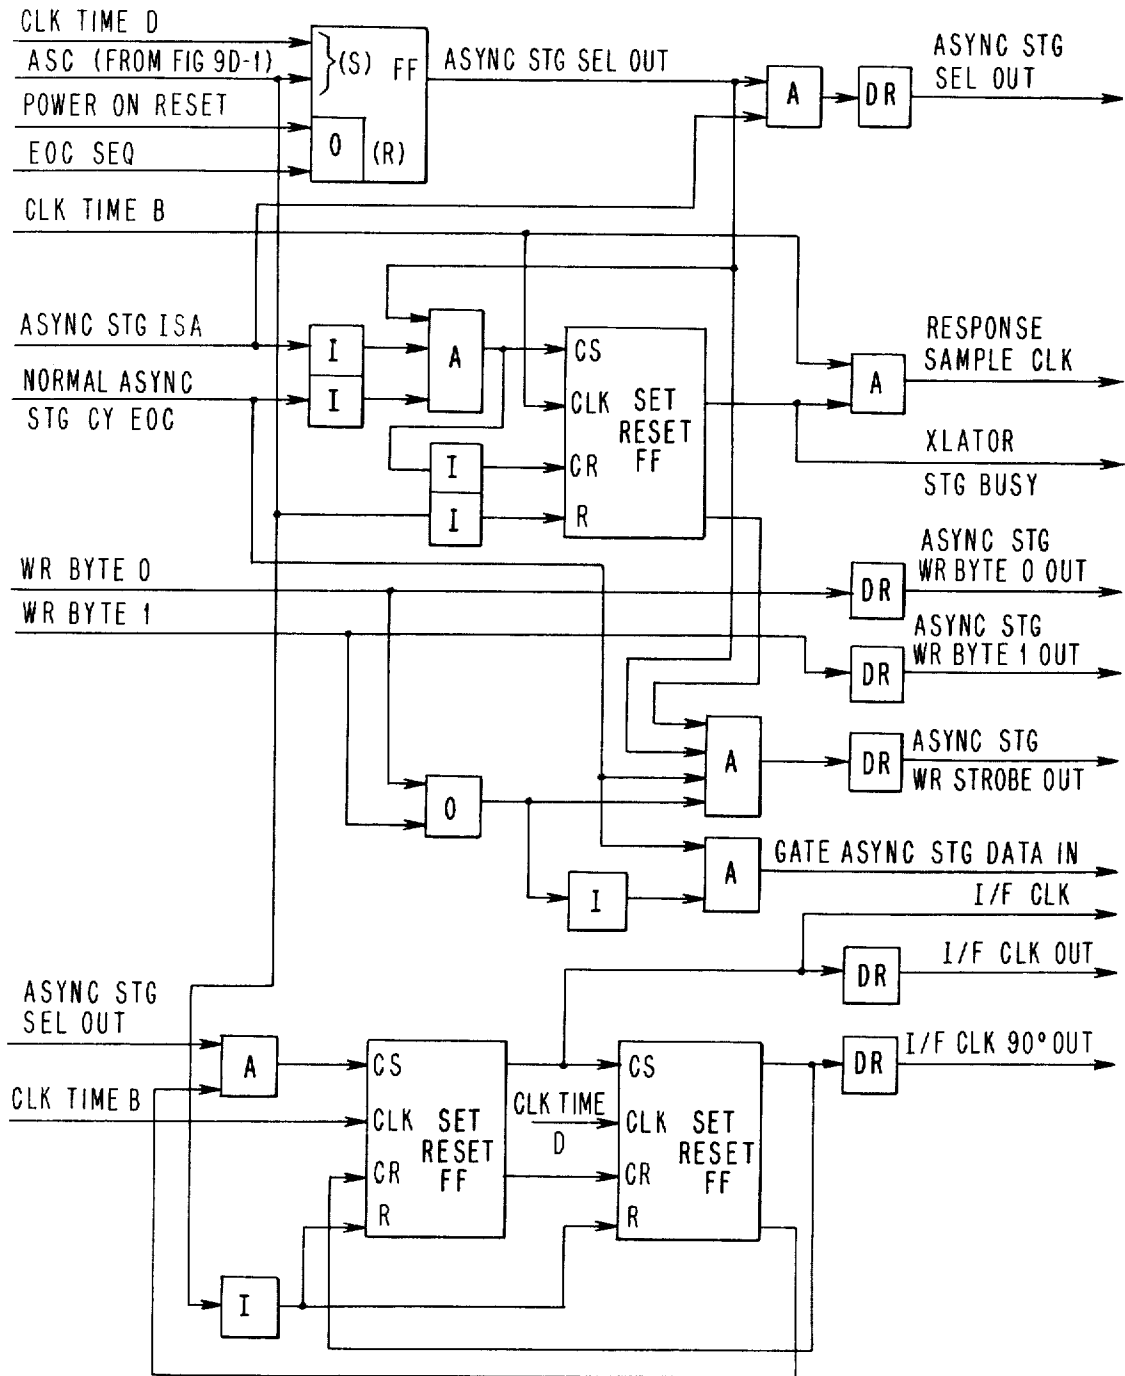 CLK TIME D
ASC (FROM FIG 9D-1)
POWER ON RESET
EOC SEQ
(S) FF
O (R)
ASYNC STG SEL OUT
A
DR
ASYNC STG
SEL OUT
CLK TIME B
ASYNC STG ISA
NORMAL ASYNC
STG CY EOC
I
I
A
I
I
CS
CLK
CR
R
SET
RESET
FF
A
RESPONSE
SAMPLE CLK
XLATOR
STG BUSY
WR BYTE 0
WR BYTE 1
DR
ASYNC STG
WR BYTE 0 OUT
DR
ASYNC STG
WR BYTE 1 OUT
O
A
DR
ASYNC STG
WR STROBE OUT
I
A
GATE ASYNC STG DATA IN
I/F CLK
DR
I/F CLK OUT
ASYNC STG
SEL OUT
A
CLK TIME B
CS
CLK
CR
R
SET
RESET
FF
CLK TIME
D
CS
CLK
CR
R
SET
RESET
FF
DR
I/F CLK 90° OUT
I